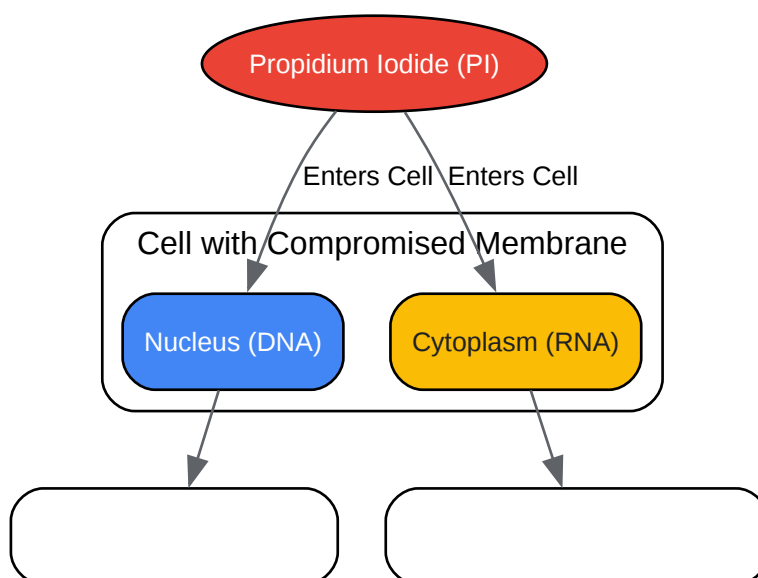 Propidium Iodide (PI)
Enters Cell Enters Cell
Cell with Compromised Membrane
Nucleus (DNA) Cytoplasm (RNA)